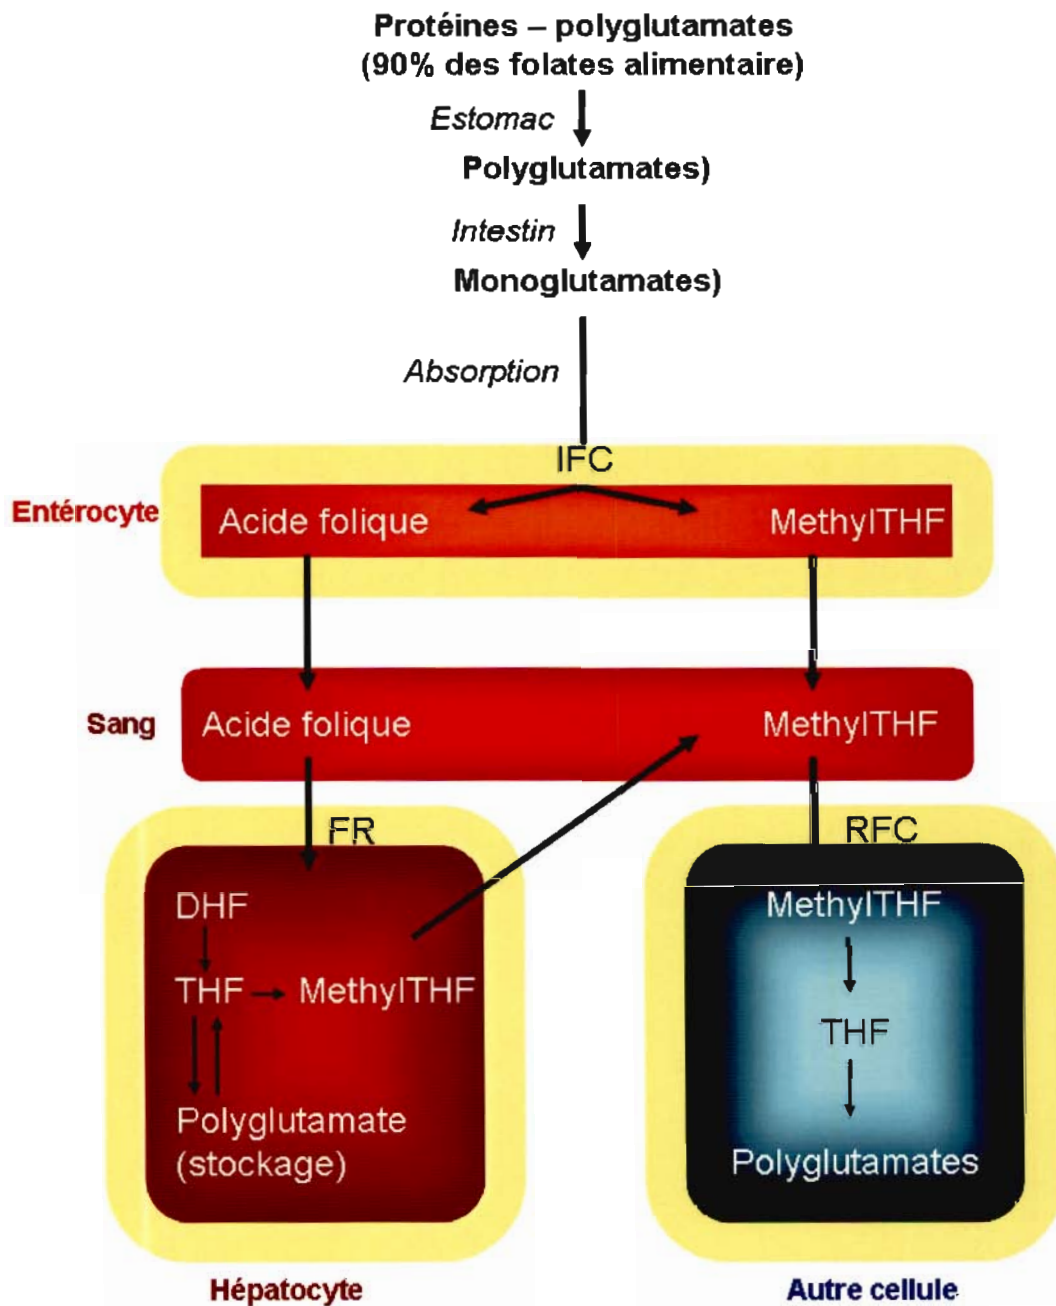 Protéines – polyglutamates
(90% des folates alimentaire)
Estomac
Polyglutamates)
Intestin
Monoglutamates)
Absorption
IFC
Entérocyte
Acide folique
MethylTHF
Sang
Acide folique
MethylTHF
FR
RFC
DHF
THF
MethylTHF
Polyglutamate
(stockage)
MethylTHF
THF
Polyglutamates
Hépatocyte
Autre cellule